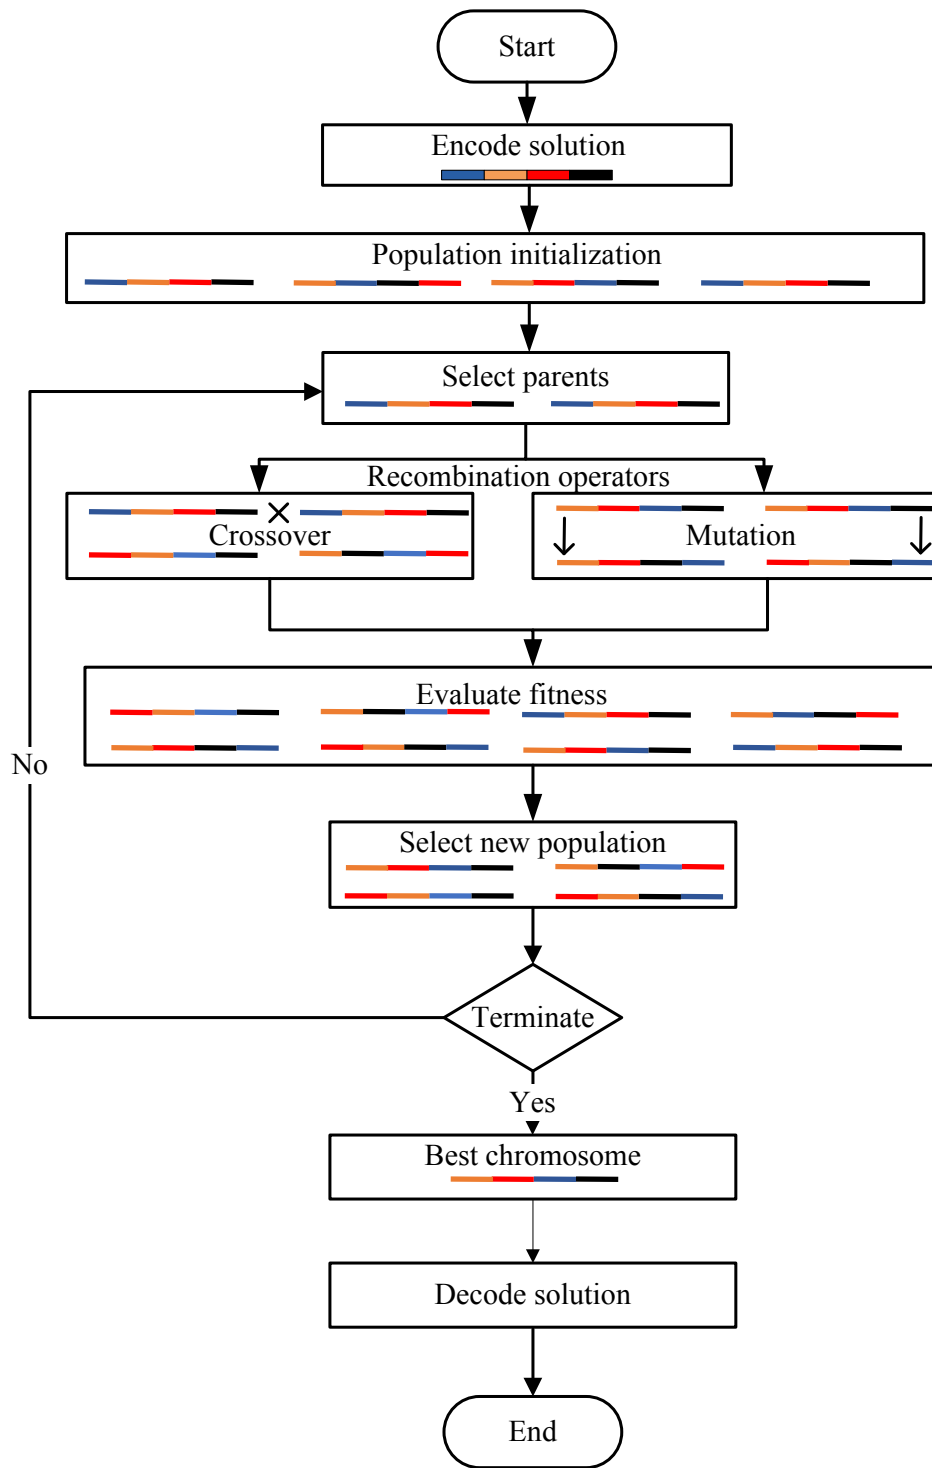 Start
Encode solution
Population initialization
Select parents
Recombination operators
Crossover
Mutation
Evaluate fitness
No
Select new population
Terminate
Yes
Best chromosome
Decode solution
End